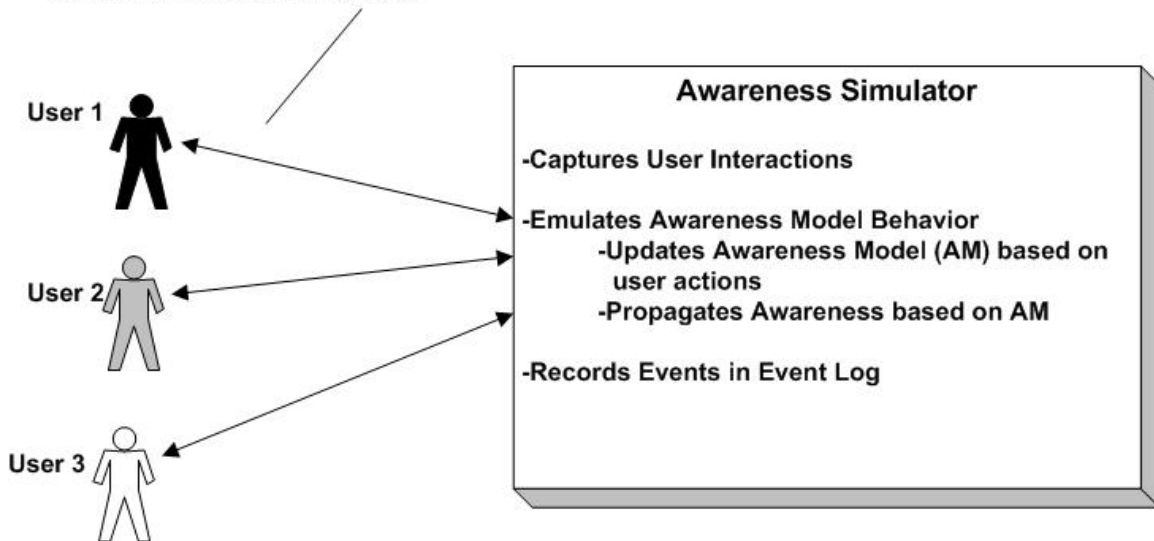 User 1
User 2
User 3
Awareness Simulator
-Captures User Interactions
-Emulates Awareness Model Behavior
-Updates Awareness Model (AM) based on
user actions
-Propagates Awareness based on AM
-Records Events in Event Log